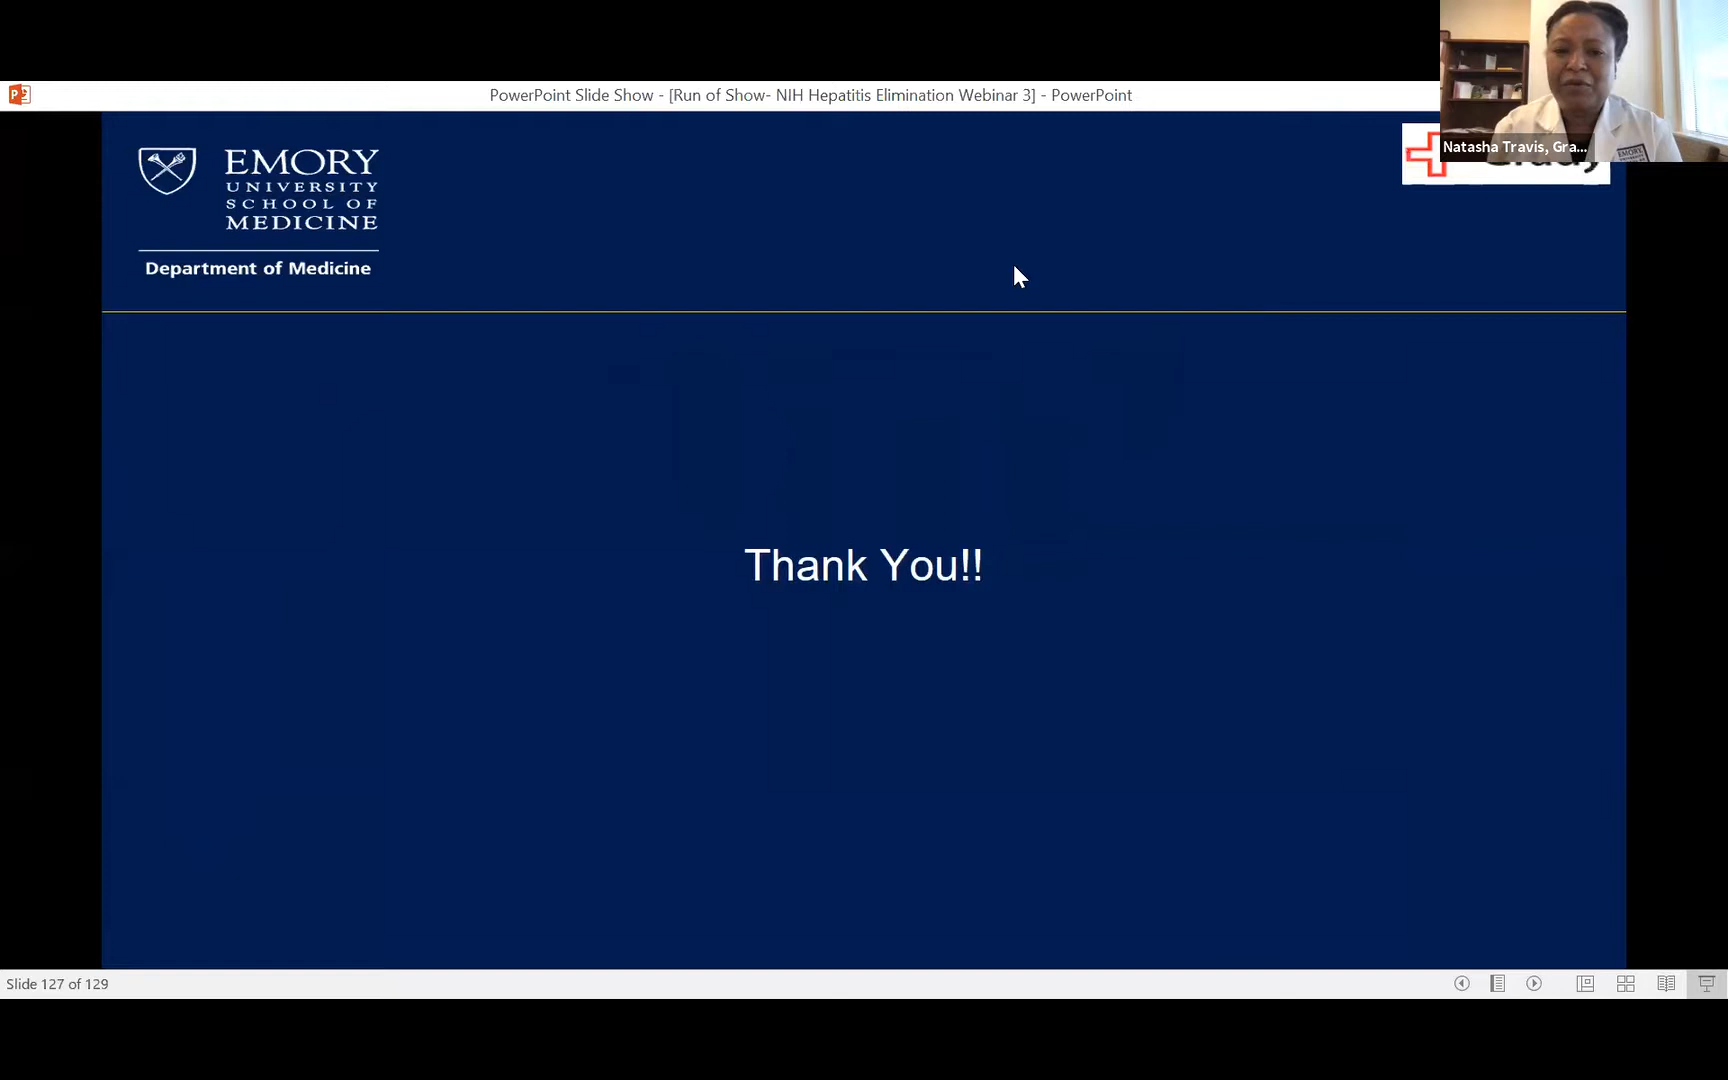 PowerPoint Slide Show - [Run of Show- NIH Hepatitis Elimination Webinar 3] - PowerPoint
Natasha Travis, Gra...
EMORY
EMORY
UNIVERSITY
SCHOOL OF
MEDICINE
Department of Medicine
Thank You!!
Slide 127 of 129